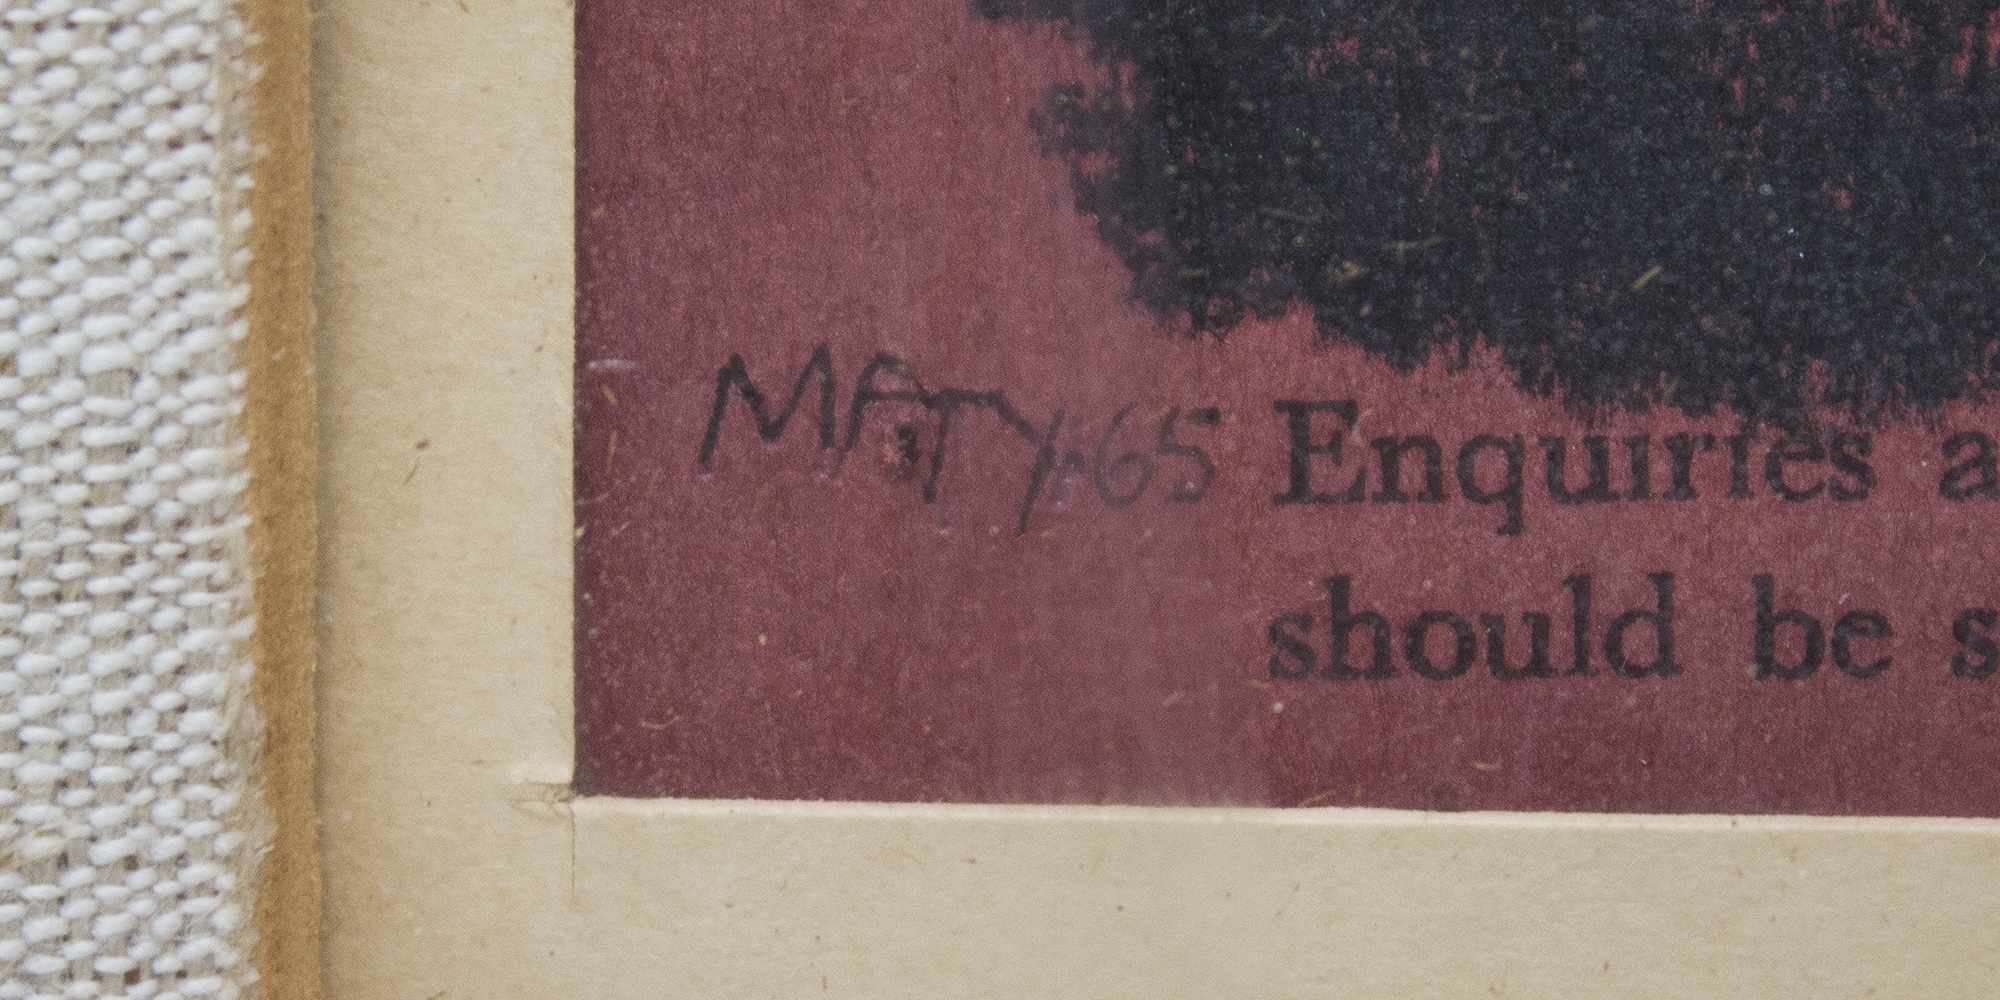 MATY 65 Enquiries a
should be s